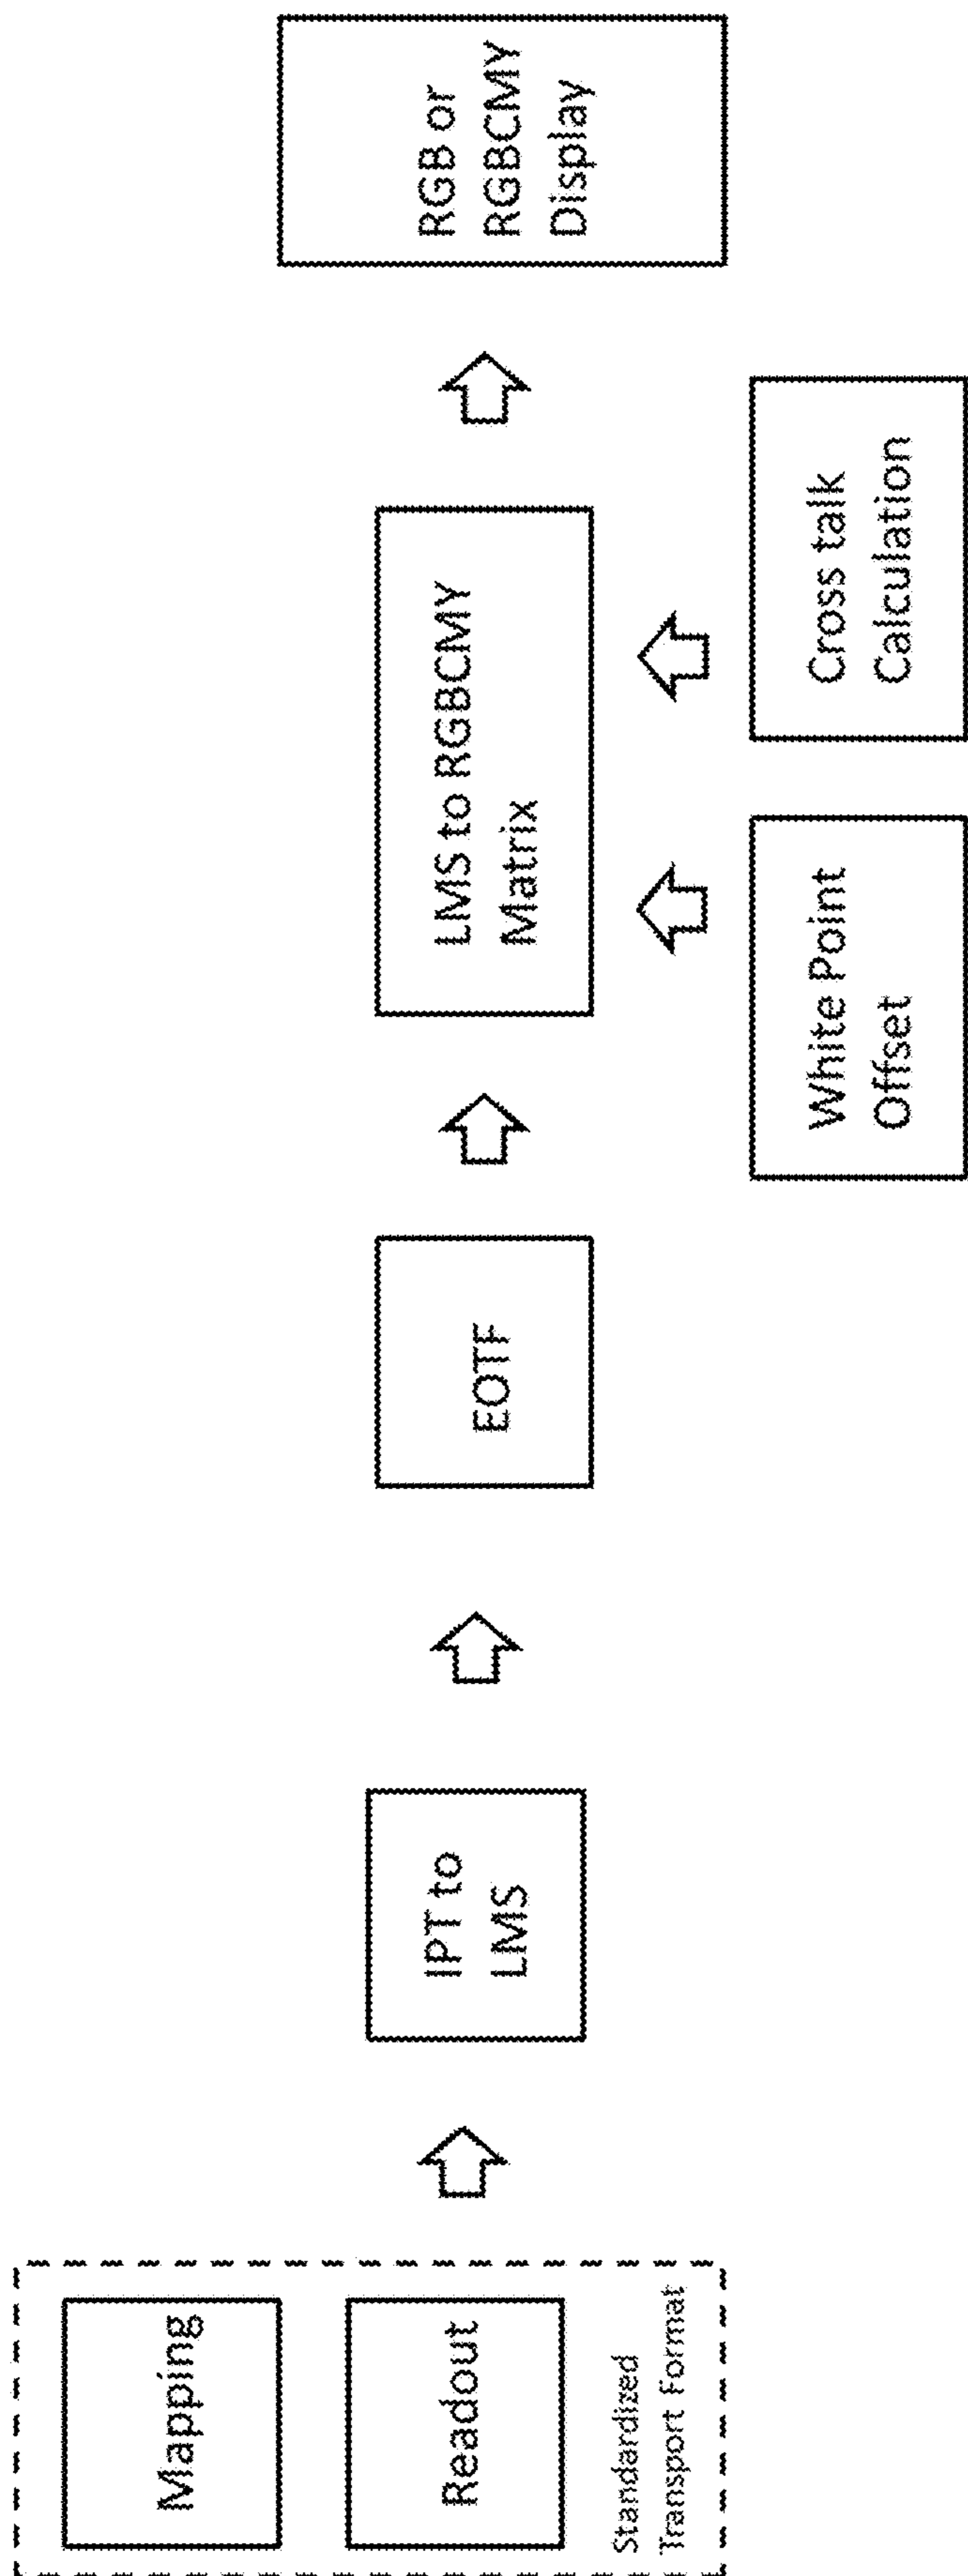 Mapping
Readout
Standardized
Transport Format
IPT to
LMS
EOTF
LMS to RGBCMY
Matrix
White Point
Offset
Cross talk
Calculation
RGB or
RGBCMY
Display